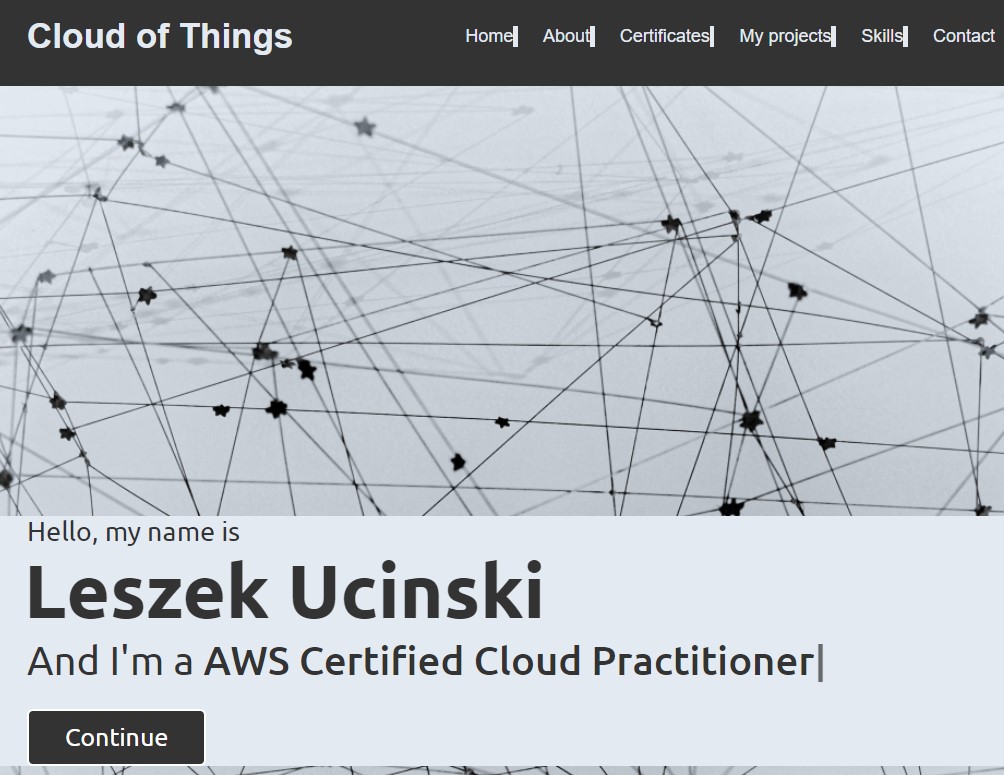 Cloud of Things
Home About Certificates My projects Skills Contact
Hello, my name is
Leszek Ucinski
And I'm a AWS Certified Cloud Practitioner|
Continue